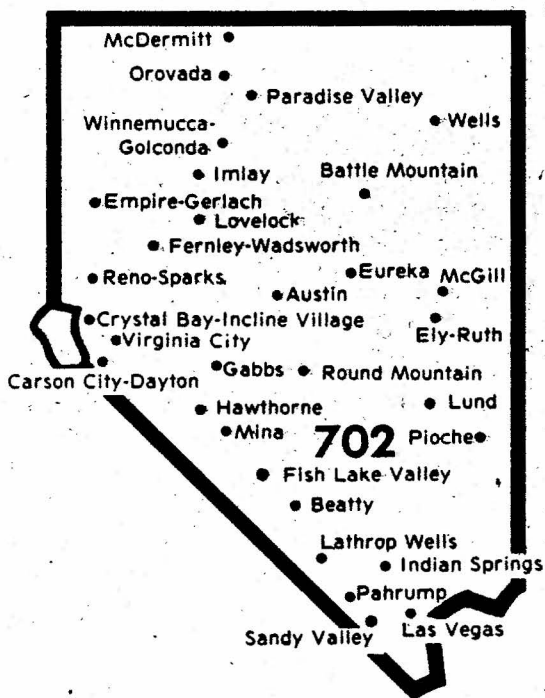 McDermitt
Orovada
Paradise Valley
Wells
Winnemucca-
Golconda
Battle Mountain
Imlay
Empire-Gerlach
Lovelock
Fernley-Wadsworth
Reno-Sparks
Eureka
McGill
Austin
Crystal Bay-Incline Village
Virginia City
Ely-Ruth
Carson City-Dayton
Gabbs
Round Mountain
Hawthorne
Lund
Mina
702
Pioche
Fish Lake Valley
Beatty
Lathrop Wells
Indian Springs
Pahrump
Sandy Valley
Las Vegas